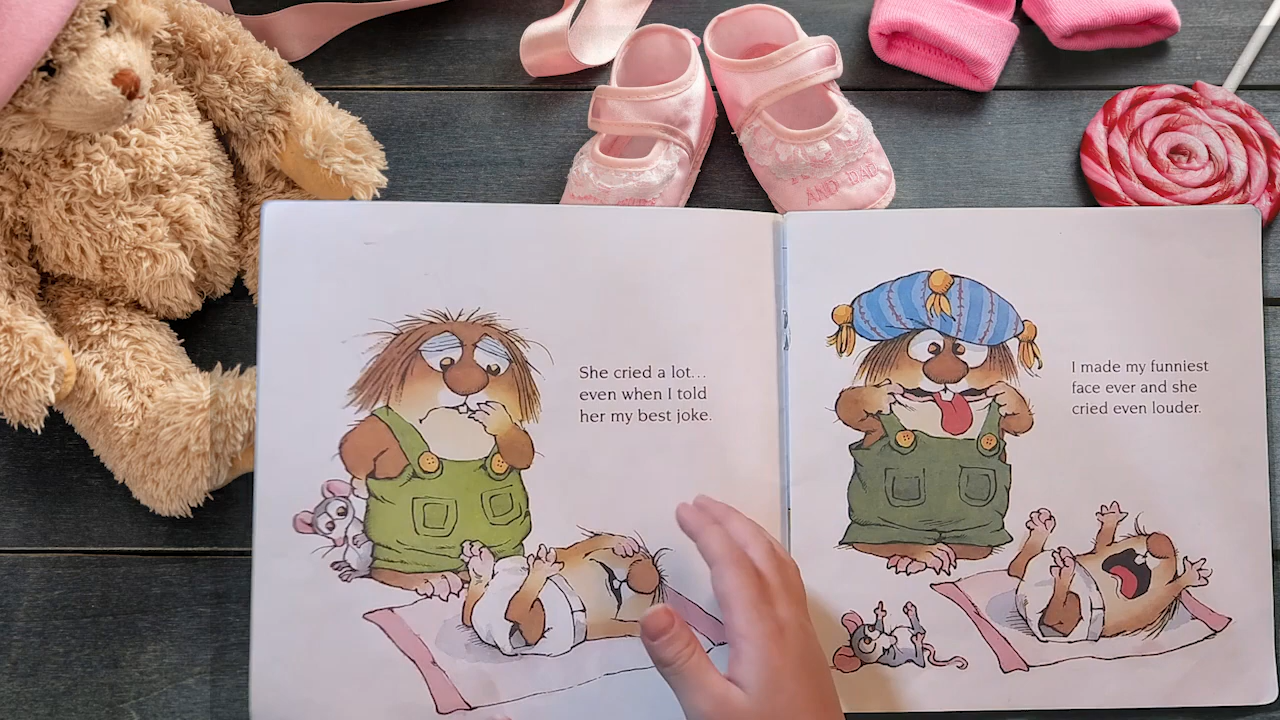 AND DAD
She cried a lot...
even when I told
her my best joke.
I made my funniest
face ever and she
cried even louder.